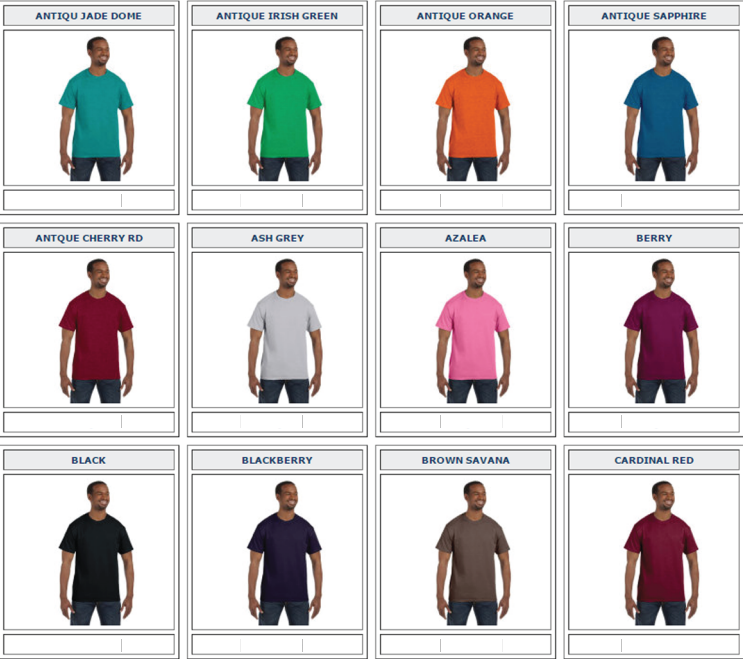 ANTIQU JADE DOME
ANTIQUE IRISH GREEN
ANTIQUE ORANGE
ANTIQUE SAPPHIRE
ANTQUE CHERRY RD
ASH GREY
AZALEA
BERRY
BLACK
BLACKBERRY
BROWN SAVANA
CARDINAL RED